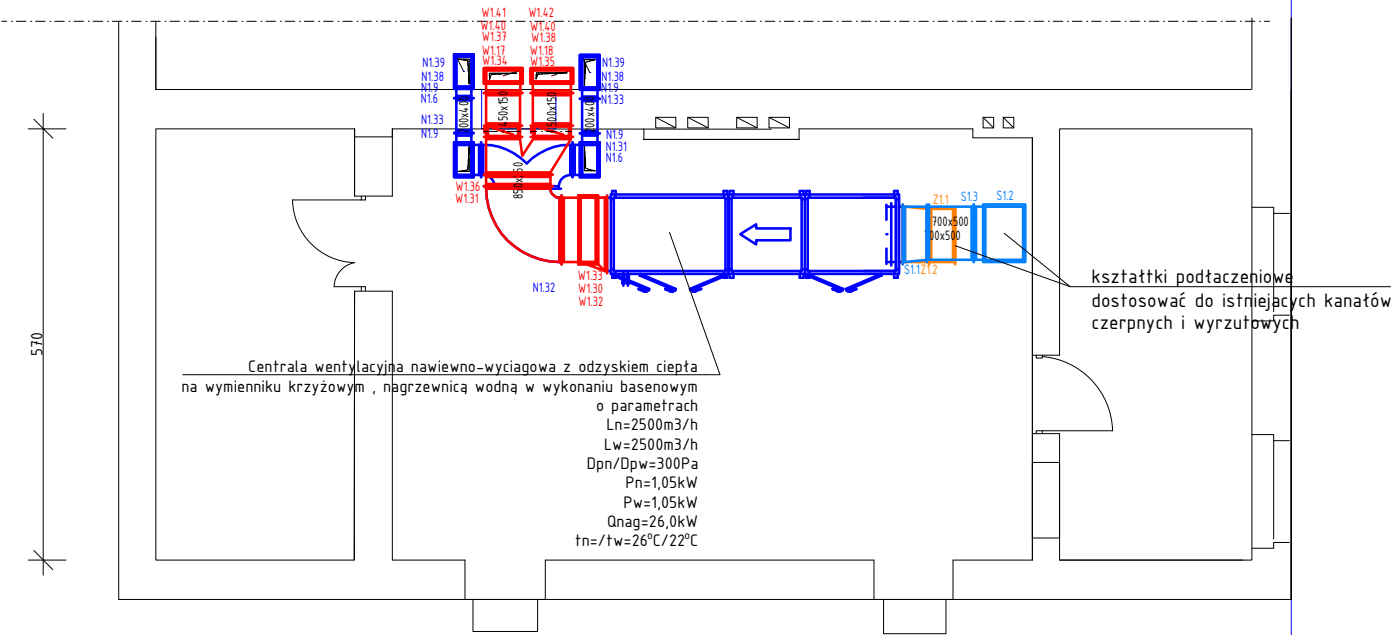 W1.41
W1.40
W1.37
W1.17
W1.34
W1.42
W1.40
W1.38
W1.18
W1.35
N1.39
N1.38
N1.9
N1.6
N1.33
N1.9
N1.39
N1.38
N1.9
N1.33
N1.9
N1.31
N1.6
W1.36
W1.31
N1.32
W1.33
W1.30
W1.32
Z1.1
S1.3
S1.2
700x500
S1.1
Z1.2
570
kształtki podłaczeniowe
dostosować do istniejacych kanałów
czerpnych i wyrzutowych
Centrala wentylacyjna nawiewno-wyciagowa z odzyskiem ciepła
na wymienniku krzyżowym , nagrzewnicą wodną w wykonaniu basenowym
o parametrach
Ln=2500m3/h
Lw=2500m3/h
Dpn/Dpw=300Pa
Pn=1,05kW
Pw=1,05kW
Qnag=26,0kW
tn=/tw=26°C/22°C